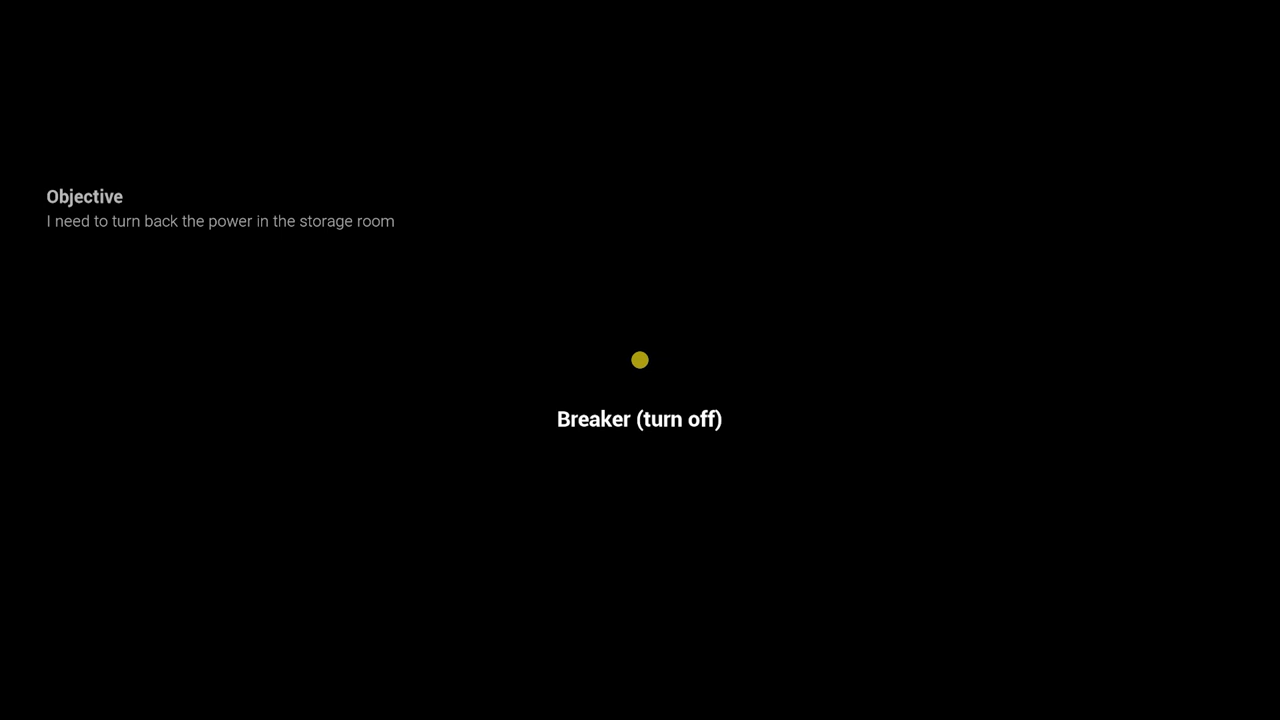 Objective
I need to turn back the power in the storage room
Breaker (turn off)